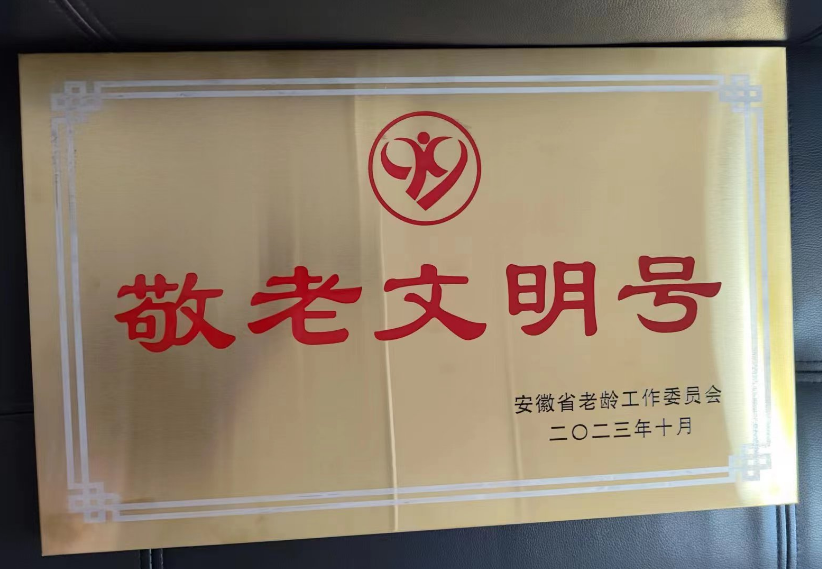 敬老文明号
安徽省老龄工作委员会
二〇二三年十月